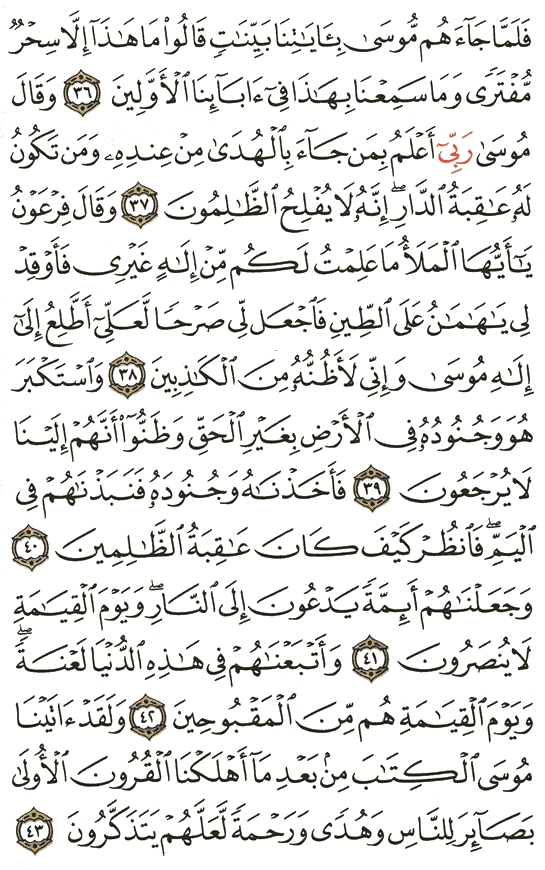 فَلَمَّا جَآءَهُم مُّوسَىٰ بِـَٔايَٰتِنَا بَيِّنَٰتٖ قَالُواْ مَا هَٰذَآ إِلَّا سِحۡرٞ
مُّفۡتَرٗى وَمَا سَمِعۡنَا بِهَٰذَا فِيٓ ءَابَآئِنَا ٱلۡأَوَّلِينَ ٣٦ وَقَالَ
مُوسَىٰ رَبِّيٓ أَعۡلَمُ بِمَن جَآءَ بِٱلۡهُدَىٰ مِنۡ عِندِهِۦ وَمَن تَكُونُ
لَهُۥ عَٰقِبَةُ ٱلدَّارِۖ إِنَّهُۥ لَا يُفۡلِحُ ٱلظَّٰلِمُونَ ٣٧ وَقَالَ فِرۡعَوۡنُ
يَٰٓأَيُّهَا ٱلۡمَلَأُ مَا عَلِمۡتُ لَكُم مِّنۡ إِلَٰهٍ غَيۡرِي فَأَوۡقِدۡ
لِي يَٰهَٰمَٰنُ عَلَى ٱلطِّينِ فَٱجۡعَل لِّي صَرۡحٗا لَّعَلِّيٓ أَطَّلِعُ إِلَىٰٓ
إِلَٰهِ مُوسَىٰ وَإِنِّي لَأَظُنُّهُۥ مِنَ ٱلۡكَٰذِبِينَ ٣٨ وَٱسۡتَكۡبَرَ
هُوَ وَجُنُودُهُۥ فِي ٱلۡأَرۡضِ بِغَيۡرِ ٱلۡحَقِّ وَظَنُّوٓاْ أَنَّهُمۡ إِلَيۡنَا
لَا يُرۡجَعُونَ ٣٩ فَأَخَذۡنَٰهُ وَجُنُودَهُۥ فَنَبَذۡنَٰهُمۡ فِي
ٱلۡيَمِّۖ فَٱنظُرۡ كَيۡفَ كَانَ عَٰقِبَةُ ٱلظَّٰلِمِينَ ٤٠
وَجَعَلۡنَٰهُمۡ أَئِمَّةٗ يَدۡعُونَ إِلَى ٱلنَّارِۖ وَيَوۡمَ ٱلۡقِيَٰمَةِ
لَا يُنصَرُونَ ٤١ وَأَتۡبَعۡنَٰهُمۡ فِي هَٰذِهِ ٱلدُّنۡيَا لَعۡنَةٗۖ
وَيَوۡمَ ٱلۡقِيَٰمَةِ هُم مِّنَ ٱلۡمَقۡبُوحِينَ ٤٢ وَلَقَدۡ ءَاتَيۡنَا
مُوسَى ٱلۡكِتَٰبَ مِنۢ بَعۡدِ مَآ أَهۡلَكۡنَا ٱلۡقُرُونَ ٱلۡأُولَىٰ
بَصَآئِرَ لِلنَّاسِ وَهُدٗى وَرَحۡمَةٗ لَّعَلَّهُمۡ يَتَذَكَّرُونَ ٤٣